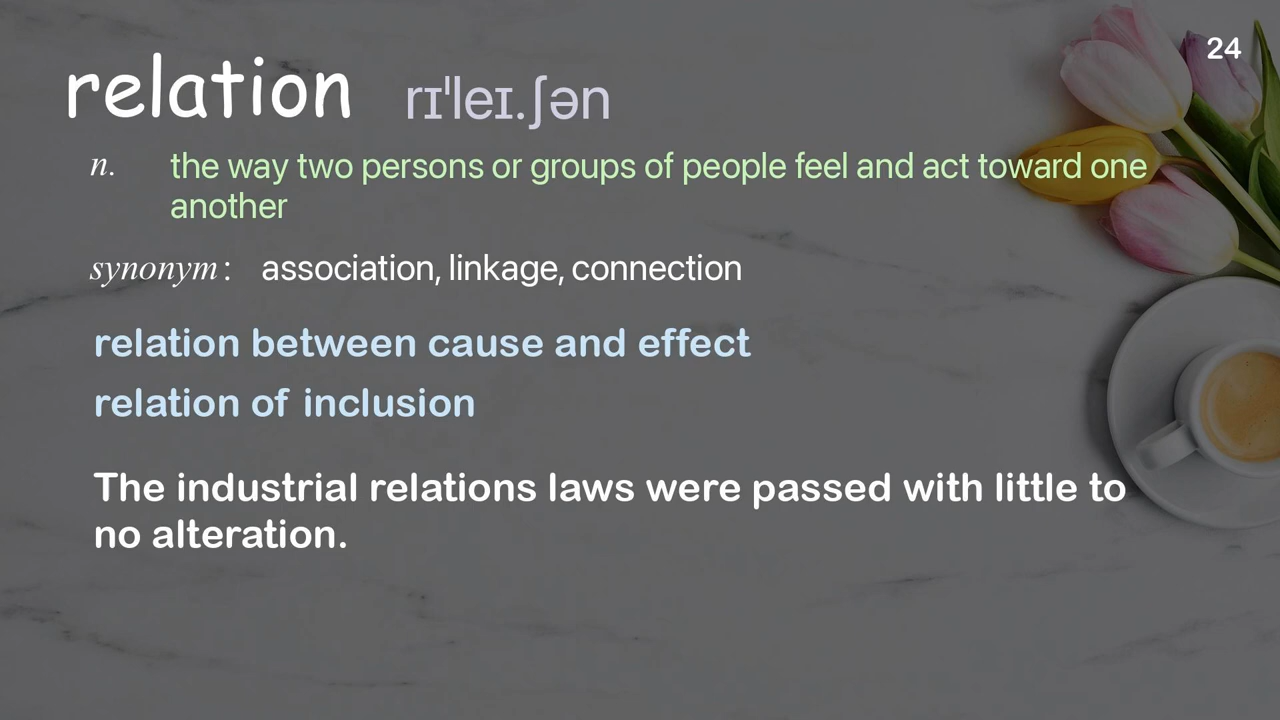 24
relation rɪˈleɪ.ʃən
n. the way two persons or groups of people feel and act toward one
another
synonym: association, linkage, connection
relation between cause and effect
relation of inclusion
The industrial relations laws were passed with little to
no alteration.